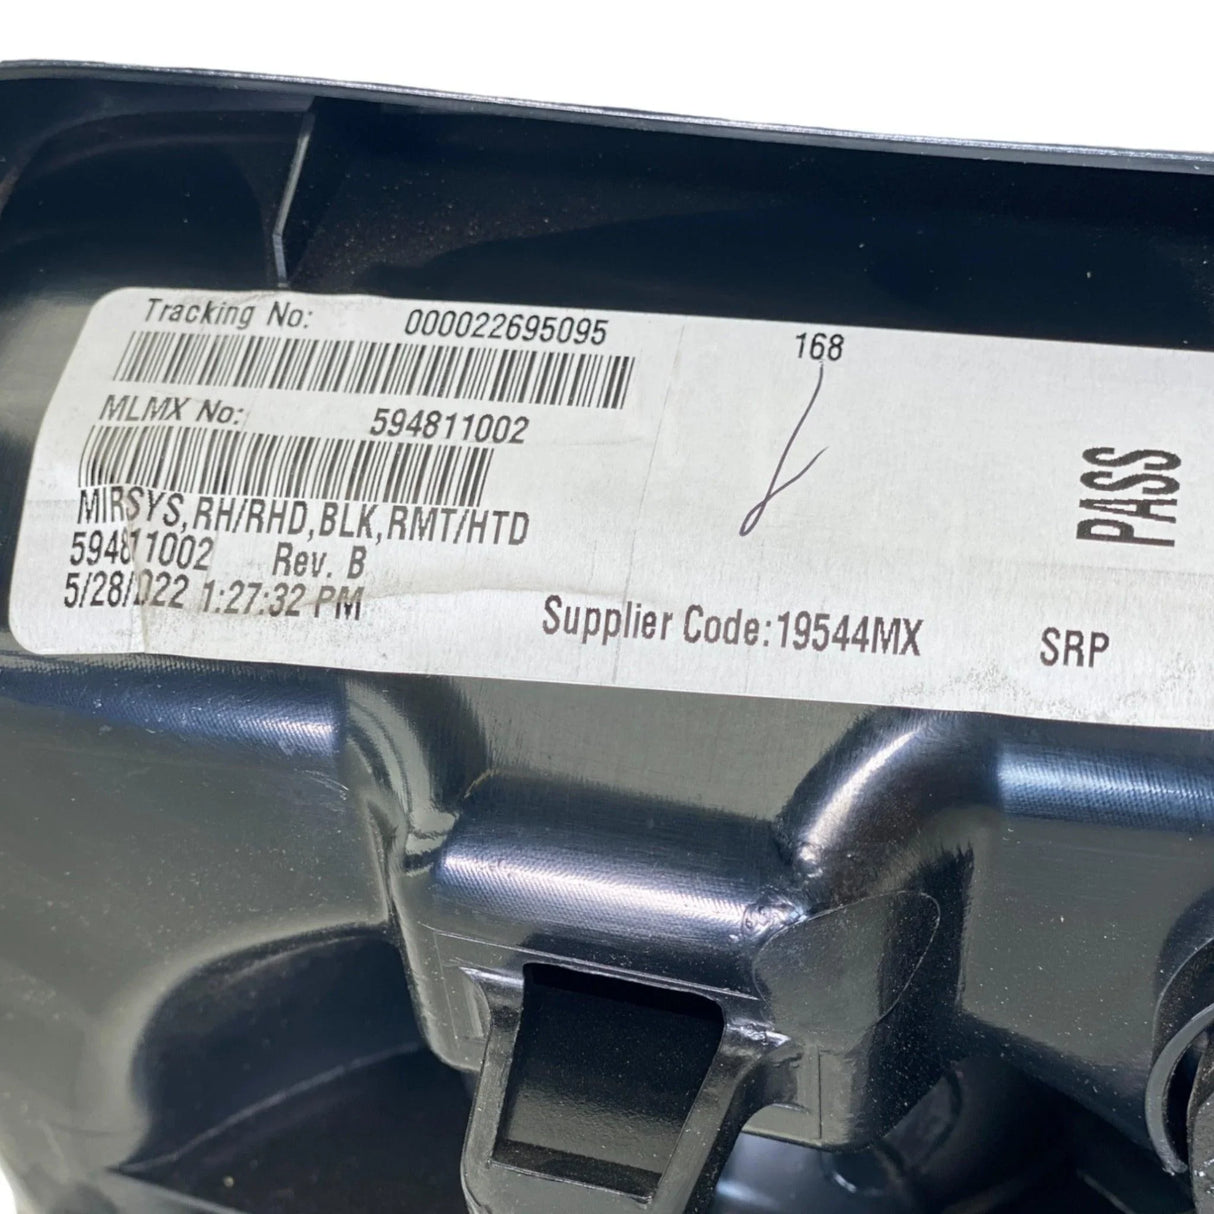 Tracking No: 000022695095
168
MLMX No: 594811002
PASS
MIRSYS,RH/RHD,BLK,RMT/HTD
594811002 Rev. B
5/28/2022 1:27:32 PM
Supplier Code:19544MX
SRP